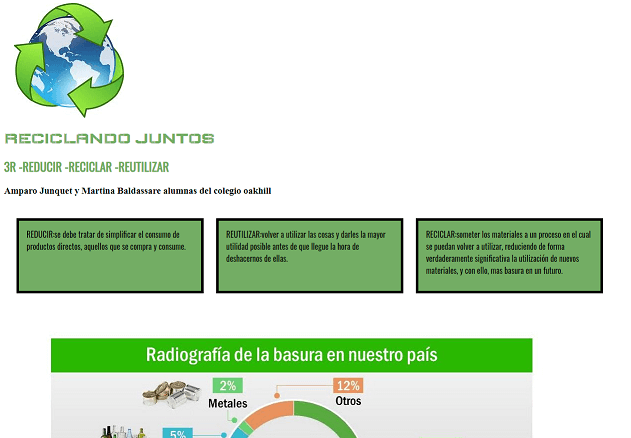 RECICLANDO JUNTOS
3R -REDUCIR -RECICLAR -REUTILIZAR
Amparo Junquet y Martina Baldassare alumnas del colegio oakhill
REDUCIR:se debe tratar de simplificar el consumo de
productos directos, aquellos que se compra y consume.
REUTILIZAR:volver a utilizar las cosas y darles la mayor
utilidad posible antes de que llegue la hora de
deshacernos de ellas.
RECICLAR:someter los materiales a un proceso en el cual
se puedan volver a utilizar, reduciendo de forma
verdaderamente significativa la utilización de nuevos
materiales, y con ello, mas basura en un futuro.
Radiografía de la basura en nuestro país
2%
Metales
12%
Otros
5%